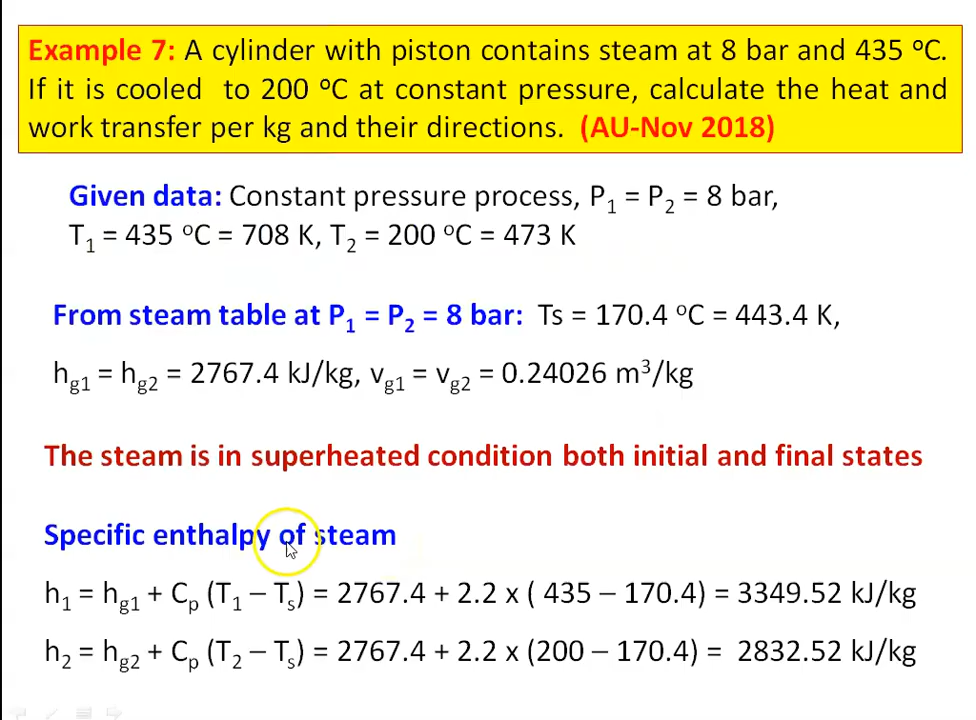 Example 7: A cylinder with piston contains steam at 8 bar and 435 ºC.
If it is cooled to 200 ºC at constant pressure, calculate the heat and
work transfer per kg and their directions. (AU-Nov 2018)
Given data: Constant pressure process, P₁ = P₂ = 8 bar,
T₁ = 435 ºC = 708 K, T₂ = 200 ºC = 473 K
From steam table at P₁ = P₂ = 8 bar: Ts = 170.4 ºC = 443.4 K,
hg1 = hg2 = 2767.4 kJ/kg, vg1 = vg2 = 0.24026 m³/kg
The steam is in superheated condition both initial and final states
Specific enthalpy of steam
h₁ = hg1 + Cp (T₁ – Ts) = 2767.4 + 2.2 x ( 435 – 170.4) = 3349.52 kJ/kg
h₂ = hg2 + Cp (T₂ – Ts) = 2767.4 + 2.2 x (200 – 170.4) = 2832.52 kJ/kg